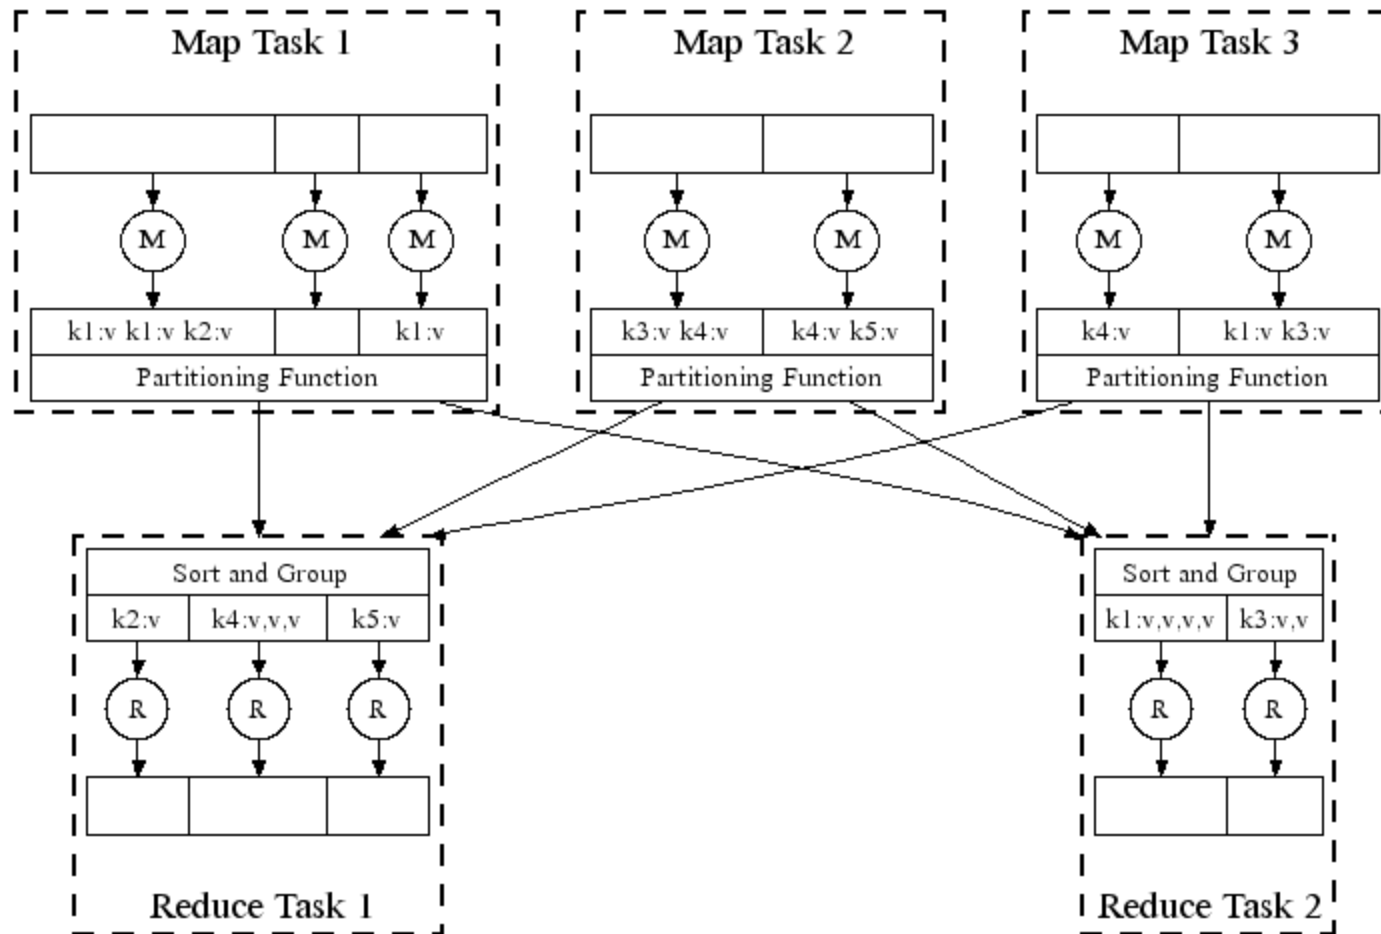 Map Task 1
Map Task 2
Map Task 3
M
M
M
M
M
M
M
k1:v k1:v k2:v
k1:v
k3:v k4:v
k4:v k5:v
k4:v
k1:v k3:v
Partitioning Function
Partitioning Function
Partitioning Function
Sort and Group
Sort and Group
k2:v
k4:v,v,v
k5:v
k1:v,v,v,v
k3:v,v
R
R
R
R
R
Reduce Task 1
Reduce Task 2